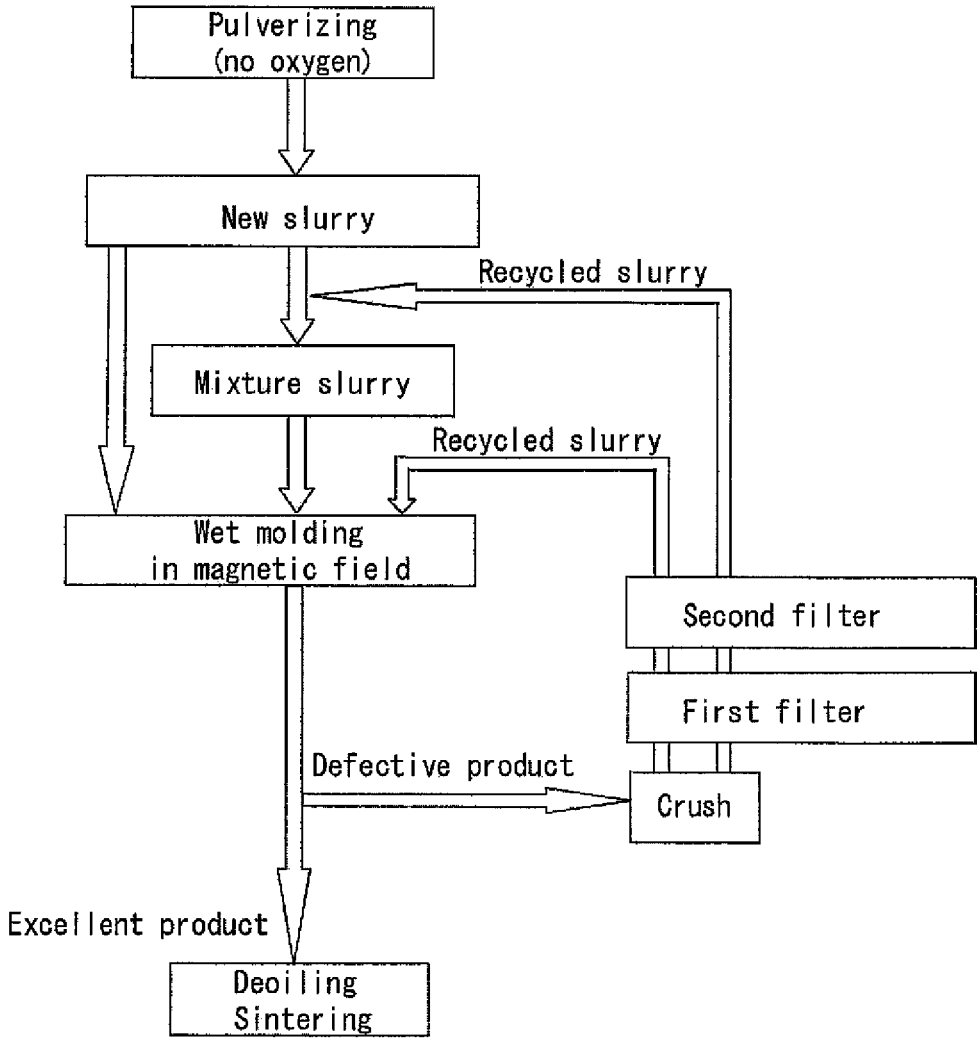 Pulverizing
(no oxygen)
New slurry
Recycled slurry
Mixture slurry
Recycled slurry
Wet molding
in magnetic field
Second filter
First filter
Defective product
Crush
Excellent product
Deoiling
Sintering